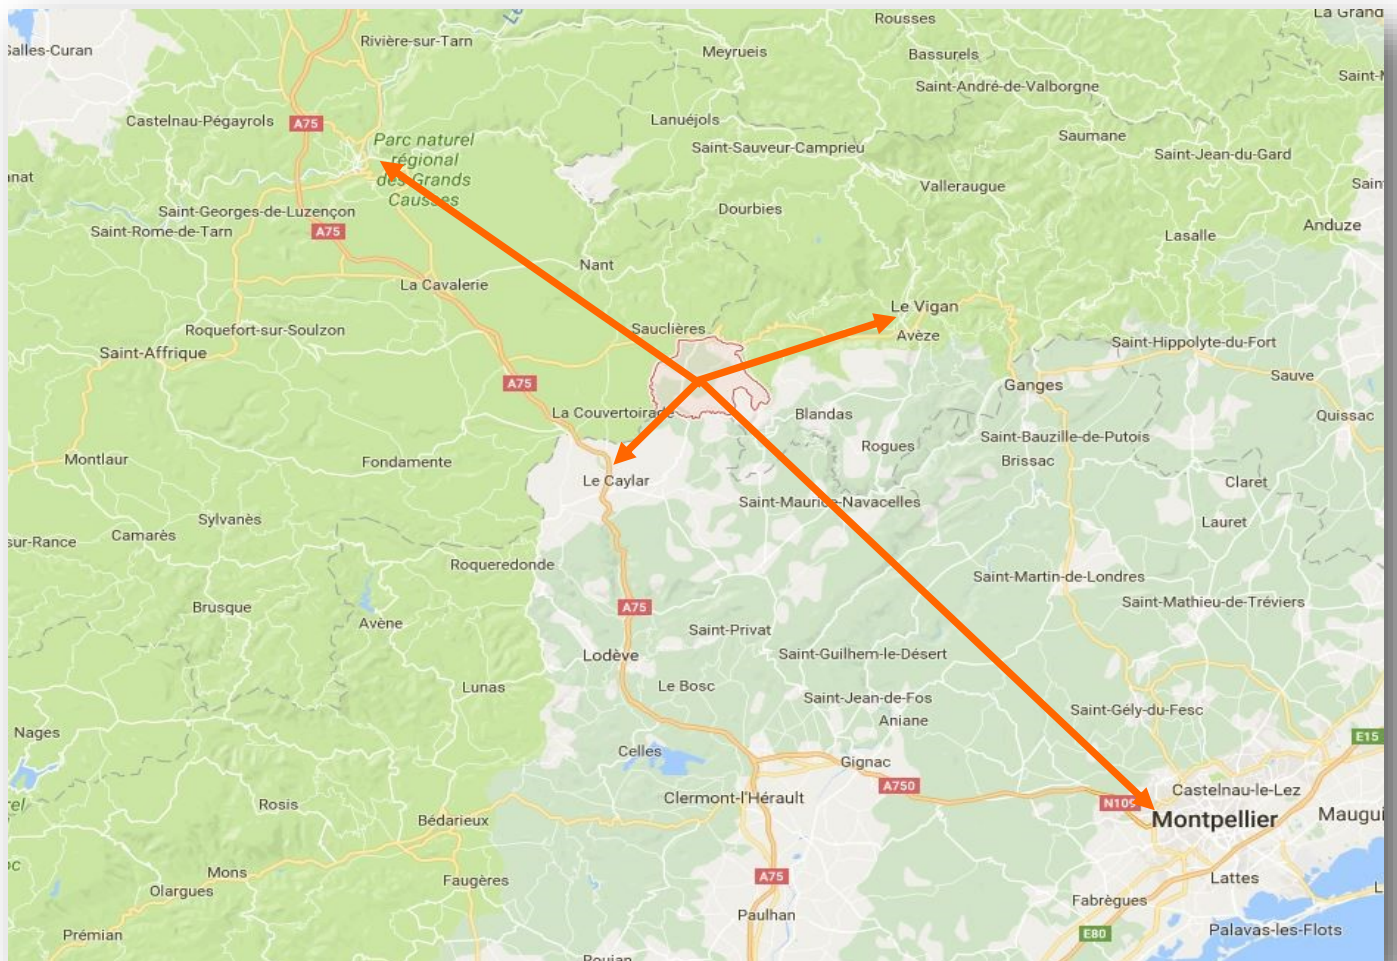 Rousses
La Grand
Salles-Curan
Rivière-sur-Tarn
Meyrueis
Bassurels
Saint-André-de-Valborgne
Castelnau-Pégayrols
A75
Lanuéjols
Saumane
Parc naturel
régional
des Grands
Causses
Saint-Sauveur-Camprieu
Saint-Jean-du-Gard
Valleraugue
Saint-Georges-de-Luzençon
Saint-Rome-de-Tarn
A75
Dourbies
Lasalle
Anduze
Nant
La Cavalerie
Le Vigan
Avèze
Roquefort-sur-Soulzon
Sauclières
Saint-Affrique
Saint-Hippolyte-du-Fort
A75
Ganges
Sauve
La Couvertoirade
Blandas
Quissac
Rogues
Saint-Bauzille-de-Putois
Brissac
Montlaur
Fondamente
Le Caylar
Claret
Saint-Maurice-Navacelles
Sylvanès
Lauret
sur-Rance
Camarès
Roqueredonde
Saint-Martin-de-Londres
Brusque
A75
Saint-Mathieu-de-Tréviers
Avène
Saint-Privat
Lodève
Saint-Guilhem-le-Désert
Lunas
Le Bosc
Saint-Jean-de-Fos
Aniane
Saint-Gély-du-Fesc
Nages
E15
Celles
Gignac
A750
Castelnau-le-Lez
Clermont-l'Hérault
N109
Rosis
Montpellier
Maugui
Bédarieux
Mons
Olargues
Faugères
A75
Lattes
Fabrègues
Paulhan
Prémian
E80
Palavas-les-Flots